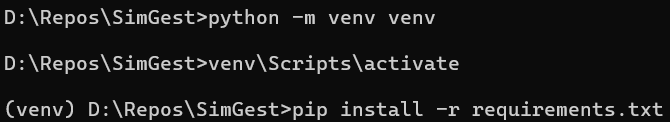 D:\Repos\SimGest>python -m venv venv
D:\Repos\SimGest>venv\Scripts\activate
(venv) D:\Repos\SimGest>pip install -r requirements.txt